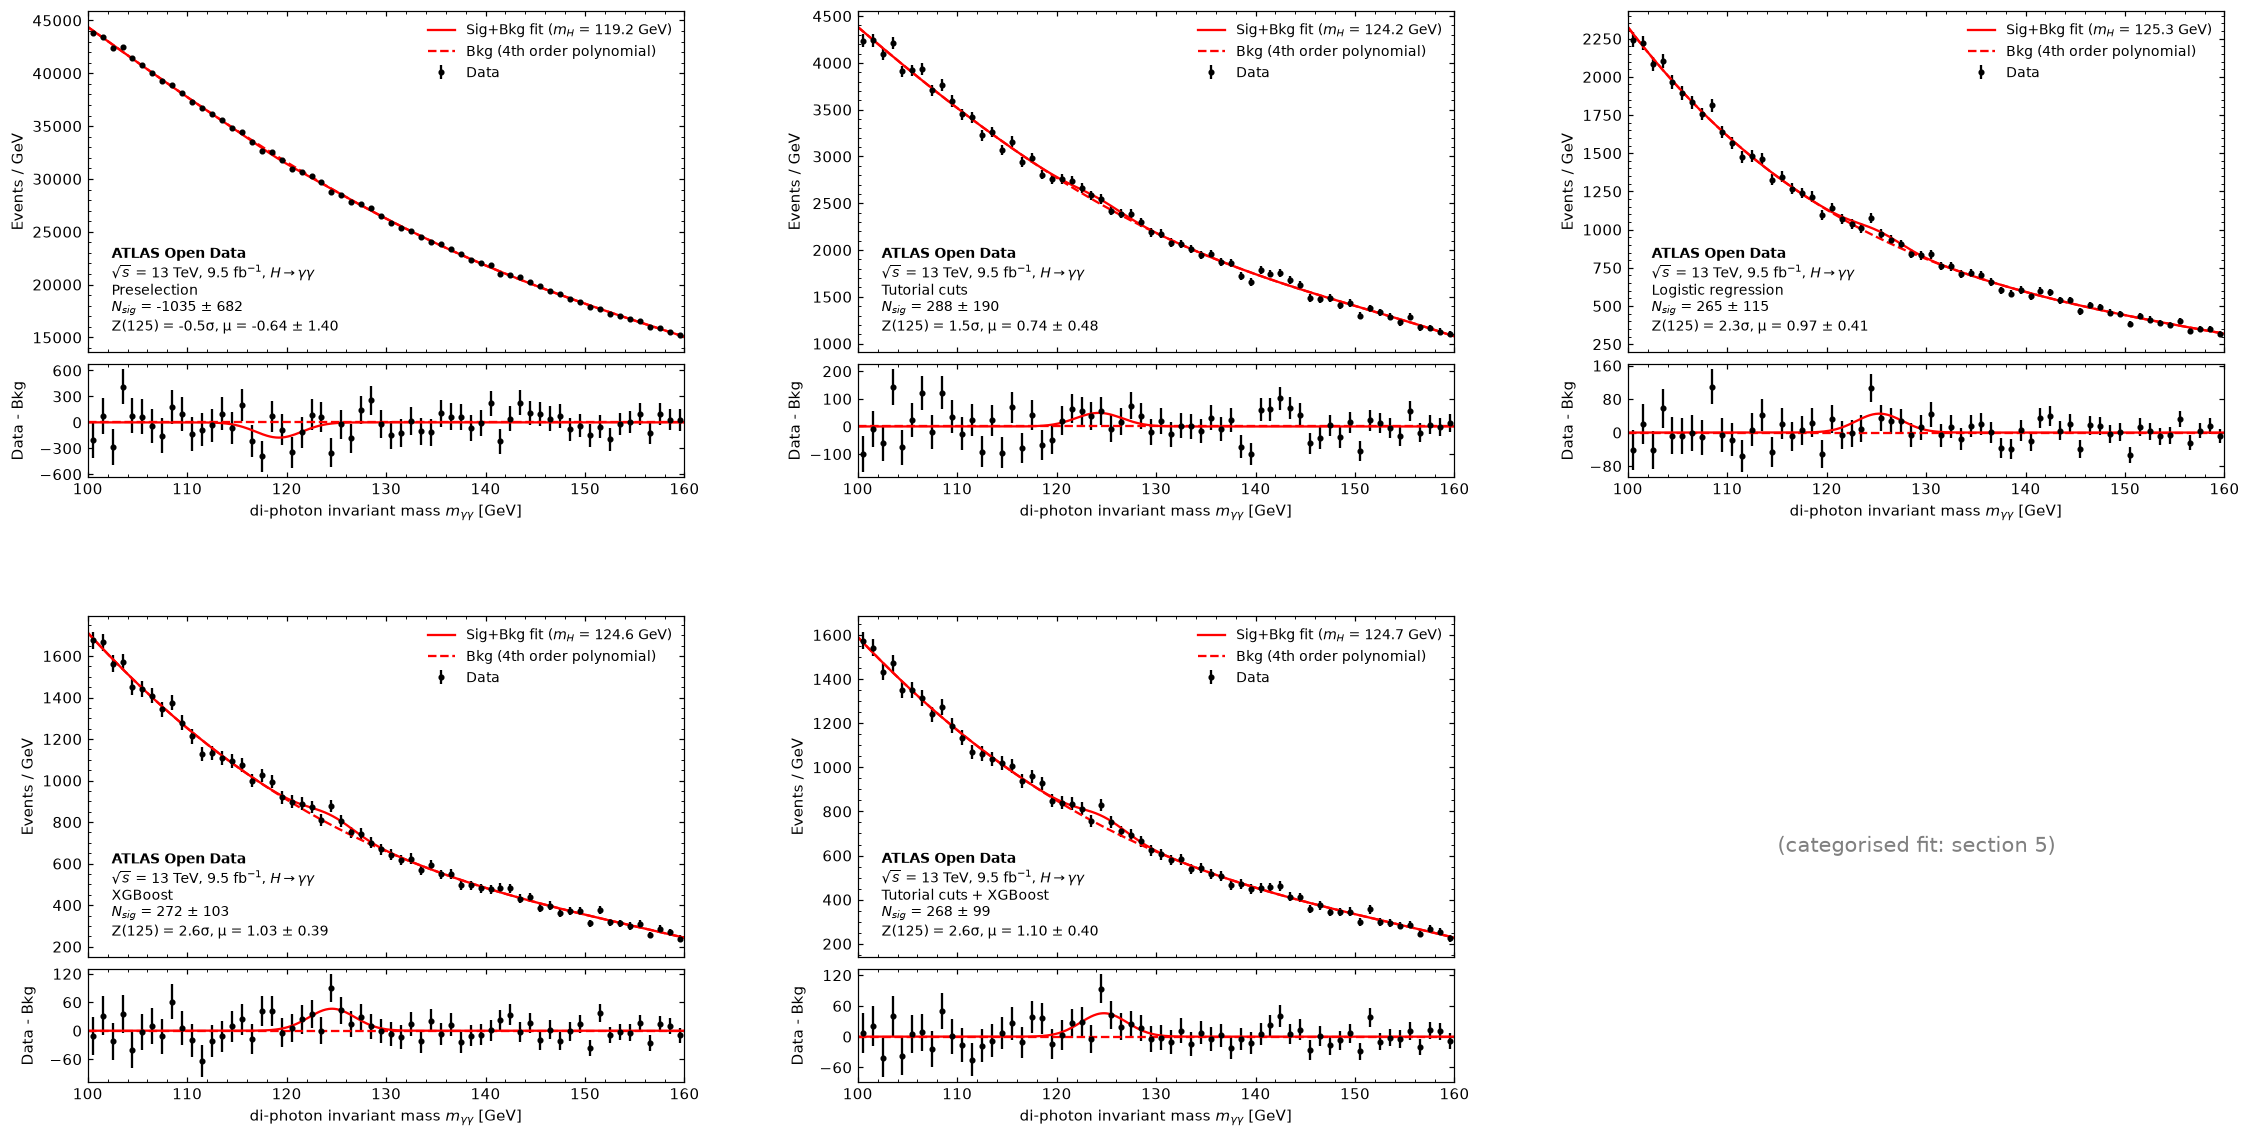 Sig+Bkg fit (m_H = 119.2 GeV)
Bkg (4th order polynomial)
Data
Events / GeV
45000
40000
35000
30000
25000
20000
15000
ATLAS Open Data
√s = 13 TeV, 9.5 fb⁻¹, H→γγ
Preselection
N_sig = -1035 ± 682
Z(125) = -0.5σ, μ = -0.64 ± 1.40
Data - Bkg
600
300
0
−300
−600
100 110 120 130 140 150 160
di-photon invariant mass m_γγ [GeV]
Sig+Bkg fit (m_H = 124.2 GeV)
Bkg (4th order polynomial)
Data
Events / GeV
4500
4000
3500
3000
2500
2000
1500
1000
ATLAS Open Data
√s = 13 TeV, 9.5 fb⁻¹, H→γγ
Tutorial cuts
N_sig = 288 ± 190
Z(125) = 1.5σ, μ = 0.74 ± 0.48
Data - Bkg
200
100
0
−100
100 110 120 130 140 150 160
di-photon invariant mass m_γγ [GeV]
Sig+Bkg fit (m_H = 125.3 GeV)
Bkg (4th order polynomial)
Data
Events / GeV
2250
2000
1750
1500
1250
1000
750
500
250
ATLAS Open Data
√s = 13 TeV, 9.5 fb⁻¹, H→γγ
Logistic regression
N_sig = 265 ± 115
Z(125) = 2.3σ, μ = 0.97 ± 0.41
Data - Bkg
160
80
0
−80
100 110 120 130 140 150 160
di-photon invariant mass m_γγ [GeV]
Sig+Bkg fit (m_H = 124.6 GeV)
Bkg (4th order polynomial)
Data
Events / GeV
1600
1400
1200
1000
800
600
400
200
ATLAS Open Data
√s = 13 TeV, 9.5 fb⁻¹, H→γγ
XGBoost
N_sig = 272 ± 103
Z(125) = 2.6σ, μ = 1.03 ± 0.39
Data - Bkg
120
60
0
−60
100 110 120 130 140 150 160
di-photon invariant mass m_γγ [GeV]
Sig+Bkg fit (m_H = 124.7 GeV)
Bkg (4th order polynomial)
Data
Events / GeV
1600
1400
1200
1000
800
600
400
200
ATLAS Open Data
√s = 13 TeV, 9.5 fb⁻¹, H→γγ
Tutorial cuts + XGBoost
N_sig = 268 ± 99
Z(125) = 2.6σ, μ = 1.10 ± 0.40
Data - Bkg
120
60
0
−60
100 110 120 130 140 150 160
di-photon invariant mass m_γγ [GeV]
(categorised fit: section 5)